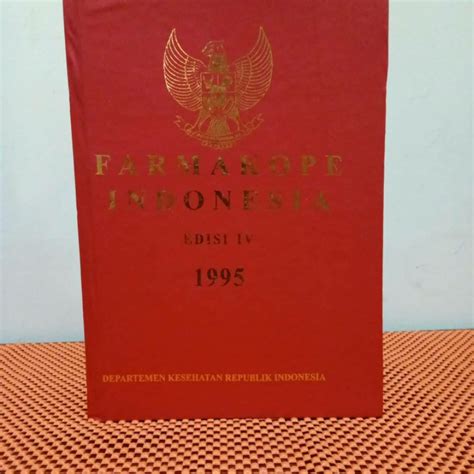 FARMAKOPE
INDONESIA
EDISI IV
1995
DEPARTEMEN KESEHATAN REPUBLIK INDONESIA